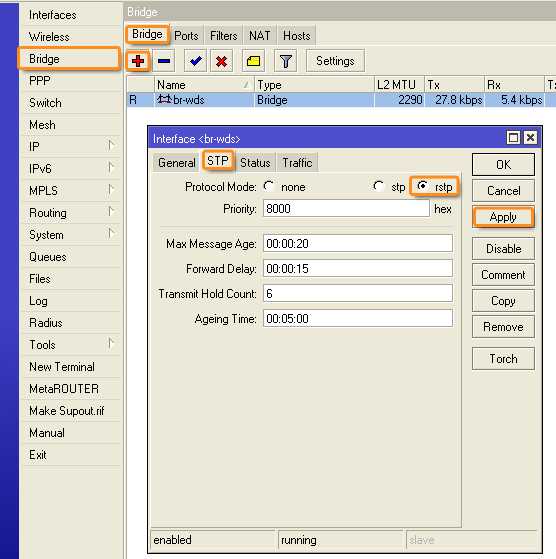 Interfaces
Wireless
Bridge
PPP
Switch
Mesh
IP
IPv6
MPLS
Routing
System
Queues
Files
Log
Radius
Tools
New Terminal
MetaROUTER
Make Supout.rif
Manual
Exit
Bridge
Bridge Ports Filters NAT Hosts
Settings
Name Type L2 MTU Tx Rx
R br-wds Bridge 2290 27.8 kbps 5.4 kbps
Interface <br-wds>
General STP Status Traffic
Protocol Mode: none stp rstp
Priority: 8000 hex
Max Message Age: 00:00:20
Forward Delay: 00:00:15
Transmit Hold Count: 6
Ageing Time: 00:05:00
OK
Cancel
Apply
Disable
Comment
Copy
Remove
Torch
enabled running slave